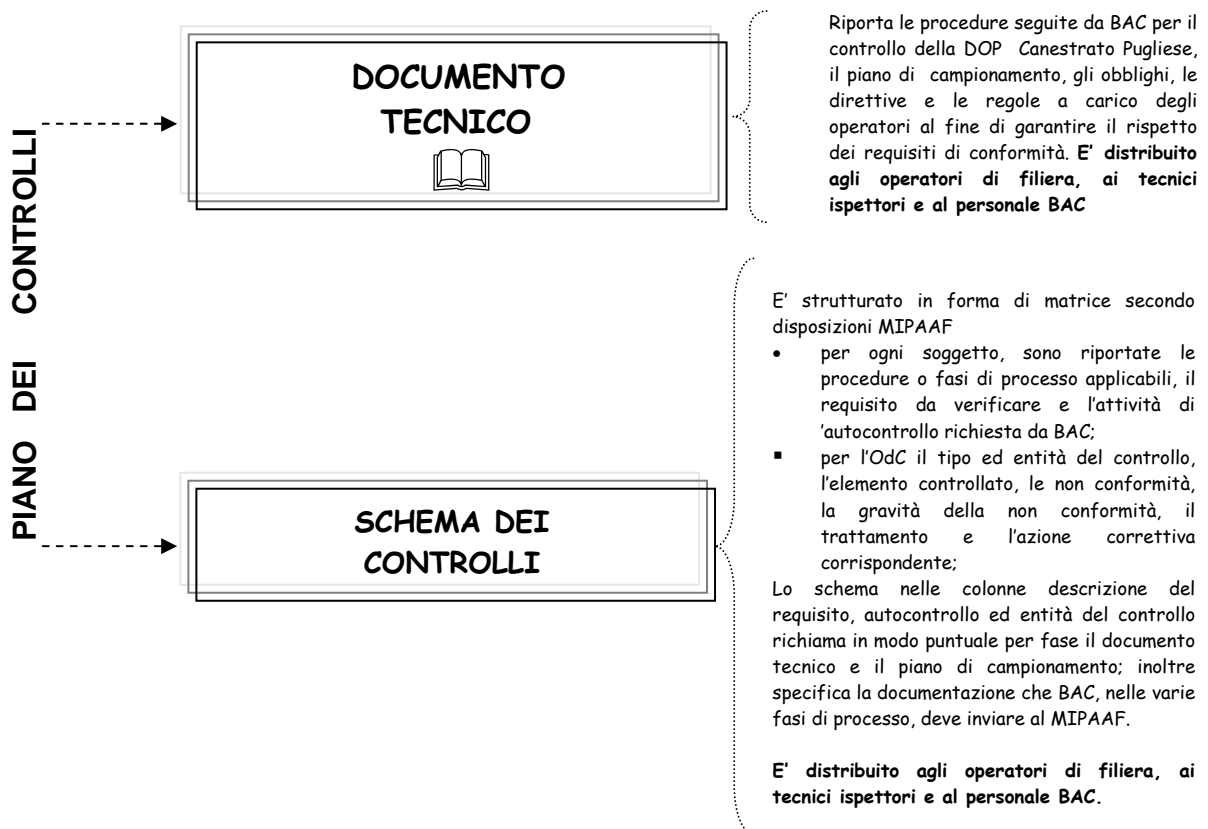 PIANO DEI CONTROLLI
DOCUMENTO
TECNICO
Riporta le procedure seguite da BAC per il
controllo della DOP Canestrato Pugliese,
il piano di campionamento, gli obblighi, le
direttive e le regole a carico degli
operatori al fine di garantire il rispetto
dei requisiti di conformità. E' distribuito
agli operatori di filiera, ai tecnici
ispettori e al personale BAC
SCHEMA DEI
CONTROLLI
E' strutturato in forma di matrice secondo
disposizioni MIPAAF
• per ogni soggetto, sono riportate le
procedure o fasi di processo applicabili, il
requisito da verificare e l'attività di
'autocontrollo richiesta da BAC;
▪ per l'OdC il tipo ed entità del controllo,
l'elemento controllato, le non conformità,
la gravità della non conformità, il
trattamento e l'azione correttiva
corrispondente;
Lo schema nelle colonne descrizione del
requisito, autocontrollo ed entità del controllo
richiama in modo puntuale per fase il documento
tecnico e il piano di campionamento; inoltre
specifica la documentazione che BAC, nelle varie
fasi di processo, deve inviare al MIPAAF.
E' distribuito agli operatori di filiera, ai
tecnici ispettori e al personale BAC.